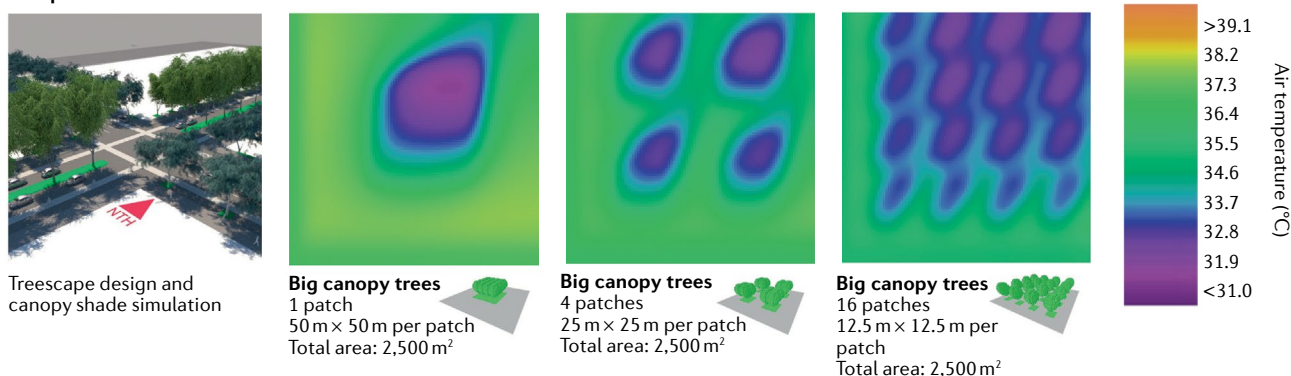 NTH
Treescape design and
canopy shade simulation
Big canopy trees
1 patch
50 m × 50 m per patch
Total area: 2,500 m²
Big canopy trees
4 patches
25 m × 25 m per patch
Total area: 2,500 m²
Big canopy trees
16 patches
12.5 m × 12.5 m per
patch
Total area: 2,500 m²
>39.1
38.2
37.3
36.4
35.5
34.6
33.7
32.8
31.9
<31.0
Air temperature (°C)